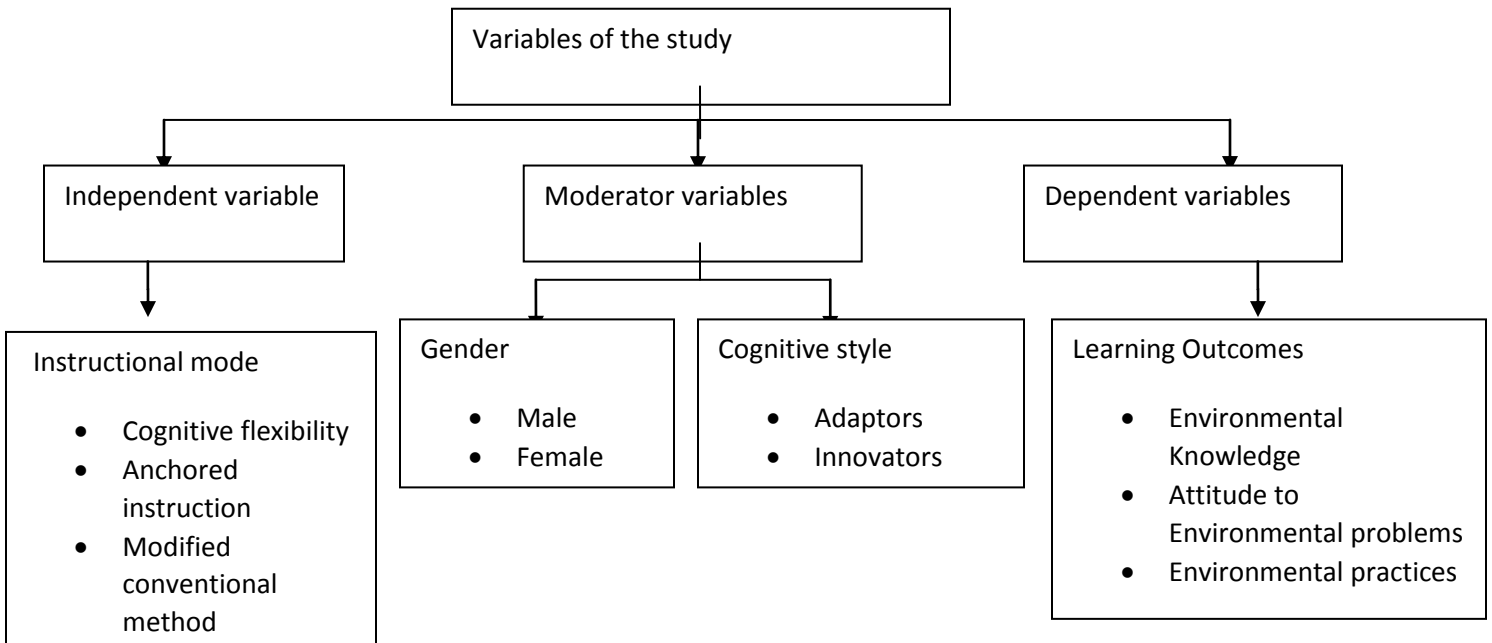 Variables of the study
Independent variable
Moderator variables
Dependent variables
Instructional mode
• Cognitive flexibility
• Anchored
instruction
• Modified
conventional
method
Gender
• Male
• Female
Cognitive style
• Adaptors
• Innovators
Learning Outcomes
• Environmental
Knowledge
• Attitude to
Environmental problems
• Environmental practices